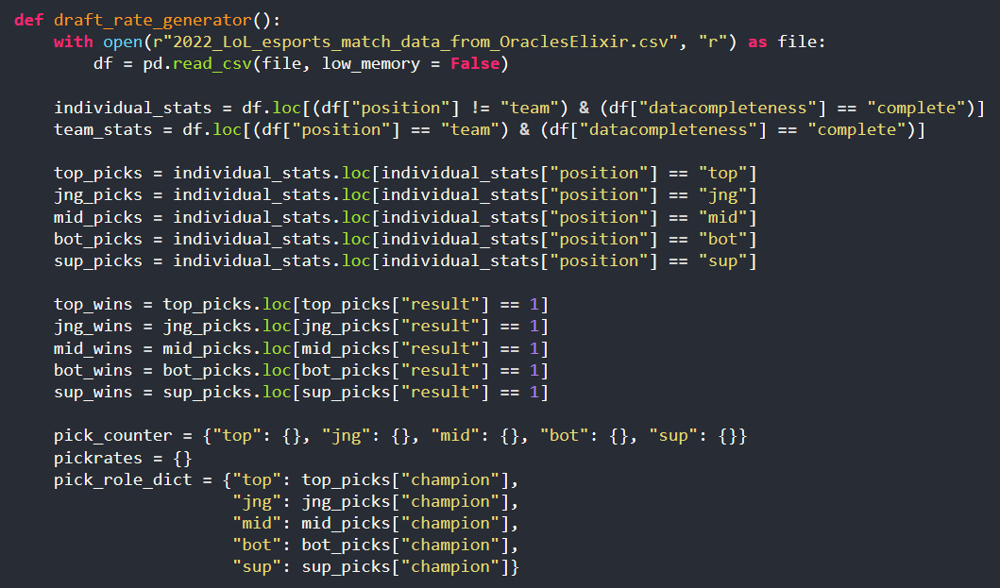 def draft_rate_generator():
    with open(r"2022_LoL_esports_match_data_from_OraclesElixir.csv", "r") as file:
        df = pd.read_csv(file, low_memory = False)

    individual_stats = df.loc[(df["position"] != "team") & (df["datacompleteness"] == "complete")]
    team_stats = df.loc[(df["position"] == "team") & (df["datacompleteness"] == "complete")]

    top_picks = individual_stats.loc[individual_stats["position"] == "top"]
    jng_picks = individual_stats.loc[individual_stats["position"] == "jng"]
    mid_picks = individual_stats.loc[individual_stats["position"] == "mid"]
    bot_picks = individual_stats.loc[individual_stats["position"] == "bot"]
    sup_picks = individual_stats.loc[individual_stats["position"] == "sup"]

    top_wins = top_picks.loc[top_picks["result"] == 1]
    jng_wins = jng_picks.loc[jng_picks["result"] == 1]
    mid_wins = mid_picks.loc[mid_picks["result"] == 1]
    bot_wins = bot_picks.loc[bot_picks["result"] == 1]
    sup_wins = sup_picks.loc[sup_picks["result"] == 1]

    pick_counter = {"top": {}, "jng": {}, "mid": {}, "bot": {}, "sup": {}}
    pickrates = {}
    pick_role_dict = {"top": top_picks["champion"],
                      "jng": jng_picks["champion"],
                      "mid": mid_picks["champion"],
                      "bot": bot_picks["champion"],
                      "sup": sup_picks["champion"]}